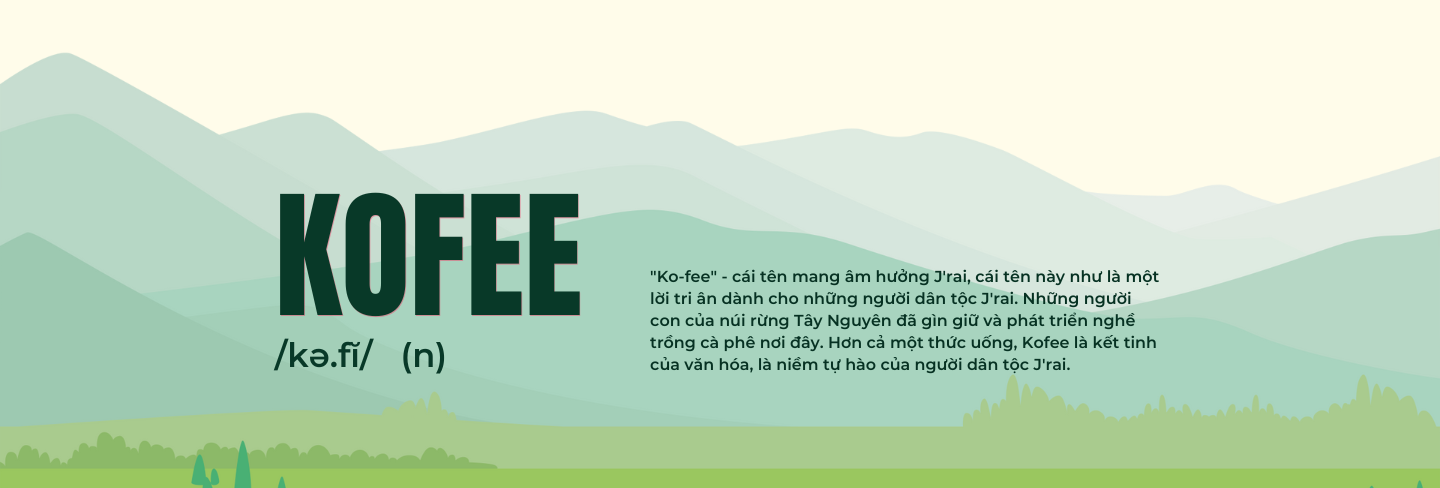 KOFEE
/kə.fĩ/ (n)
"Ko-fee" - cái tên mang âm hưởng J'rai, cái tên này như là một
lời tri ân dành cho những người dân tộc J'rai. Những người
con của núi rừng Tây Nguyên đã gìn giữ và phát triển nghề
trồng cà phê nơi đây. Hơn cả một thức uống, Kofee là kết tinh
của văn hóa, là niềm tự hào của người dân tộc J'rai.